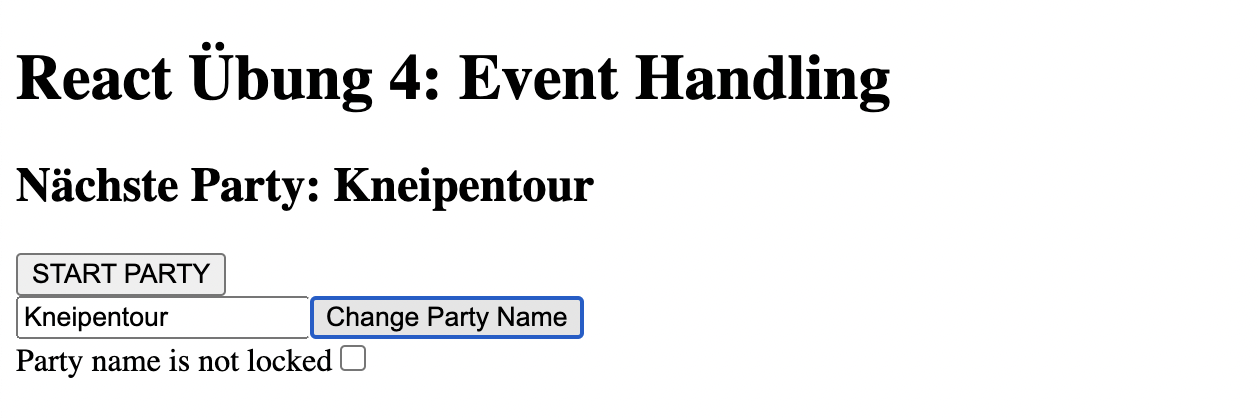 React Übung 4: Event Handling
Nächste Party: Kneipentour
START PARTY
Kneipentour Change Party Name
Party name is not locked